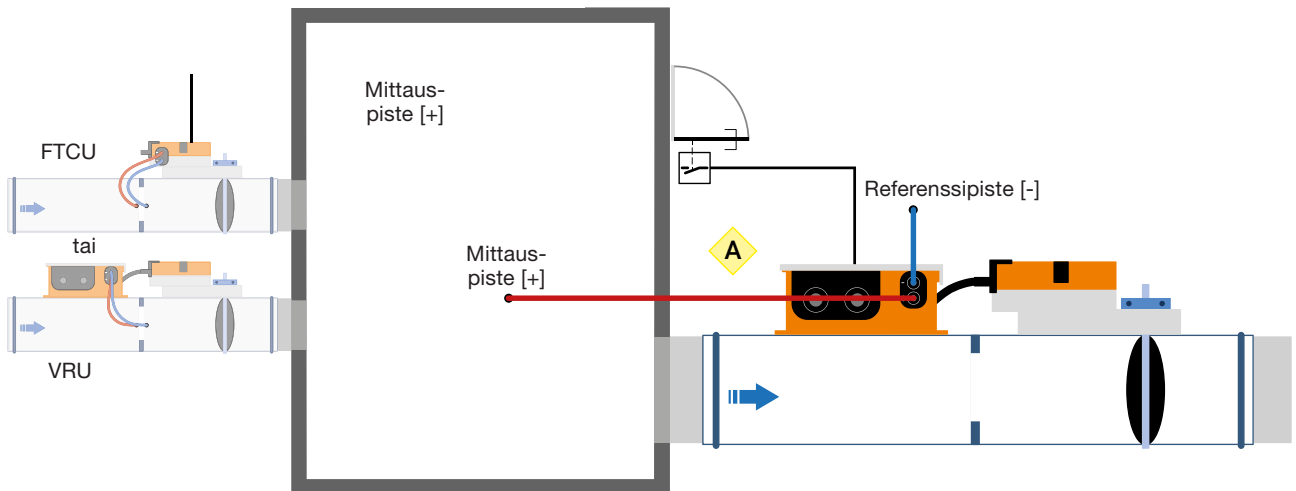 Mittaus-
piste [+]
FTCU
Referenssipiste [-]
tai
Mittaus-
piste [+]
A
VRU